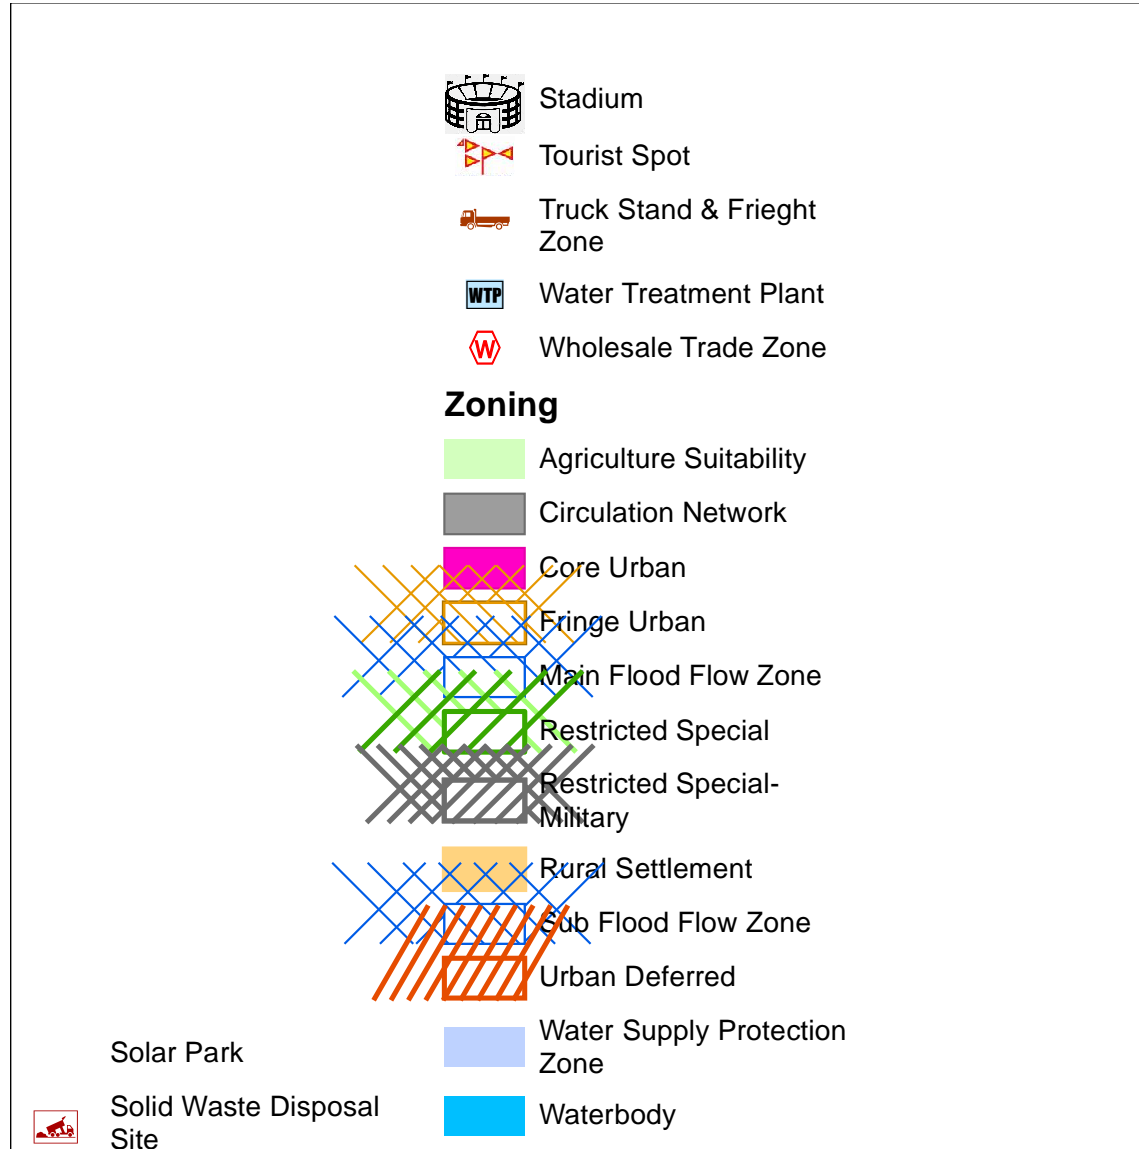 Stadium
Tourist Spot
Truck Stand & Frieght
Zone
WTP
Water Treatment Plant
W
Wholesale Trade Zone
Zoning
Agriculture Suitability
Circulation Network
Core Urban
Fringe Urban
Main Flood Flow Zone
Restricted Special
Restricted Special-
Military
Rural Settlement
Sub Flood Flow Zone
Urban Deferred
Water Supply Protection
Zone
Waterbody
Solar Park
Solid Waste Disposal
Site